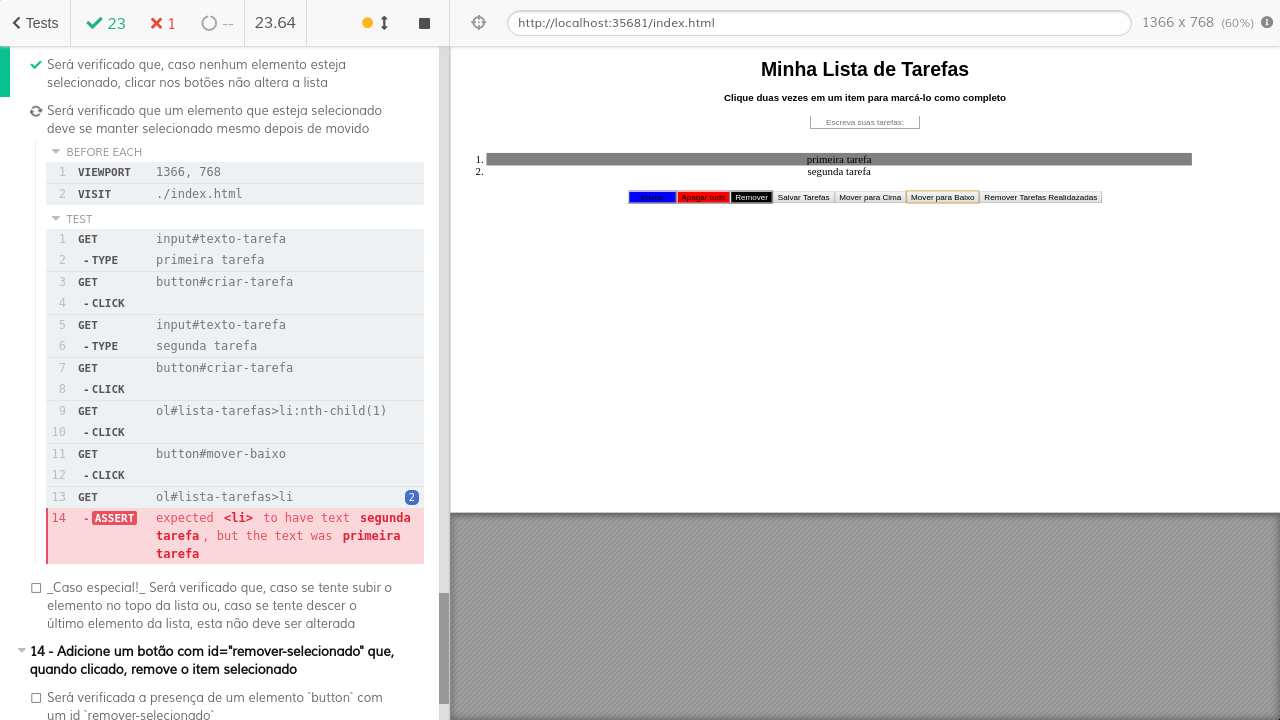 Tests 23 1 -- 23.64
http://localhost:35681/index.html 1366 x 768 (60%)
Será verificado que, caso nenhum elemento esteja
selecionado, clicar nos botões não altera a lista
Será verificado que um elemento que esteja selecionado
deve se manter selecionado mesmo depois de movido
BEFORE EACH
1 VIEWPORT 1366, 768
2 VISIT ./index.html
TEST
1 GET input#texto-tarefa
2 -TYPE primeira tarefa
3 GET button#criar-tarefa
4 -CLICK
5 GET input#texto-tarefa
6 -TYPE segunda tarefa
7 GET button#criar-tarefa
8 -CLICK
9 GET ol#lista-tarefas>li:nth-child(1)
10 -CLICK
11 GET button#mover-baixo
12 -CLICK
13 GET ol#lista-tarefas>li 2
14 -ASSERT expected <li> to have text segunda
tarefa, but the text was primeira
tarefa
_Caso especial!_ Será verificado que, caso se tente subir o
elemento no topo da lista ou, caso se tente descer o
último elemento da lista, esta não deve ser alterada
14 - Adicione um botão com id="remover-selecionado" que,
quando clicado, remove o item selecionado
Será verificada a presença de um elemento `button` com
um id `remover-selecionado`
Minha Lista de Tarefas
Clique duas vezes em um item para marcá-lo como completo
Escreva suas tarefas:
1. primeira tarefa
2. segunda tarefa
Apagar tudo Remover Salvar Tarefas Mover para Cima Mover para Baixo Remover Tarefas Realidazadas